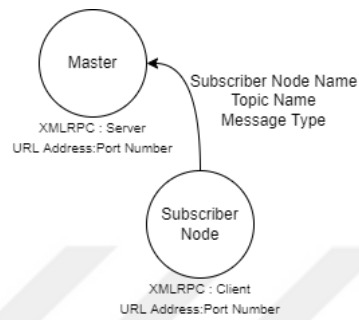 Master
Subscriber Node Name
Topic Name
Message Type
XMLRPC : Server
URL Address:Port Number
Subscriber
Node
XMLRPC : Client
URL Address:Port Number